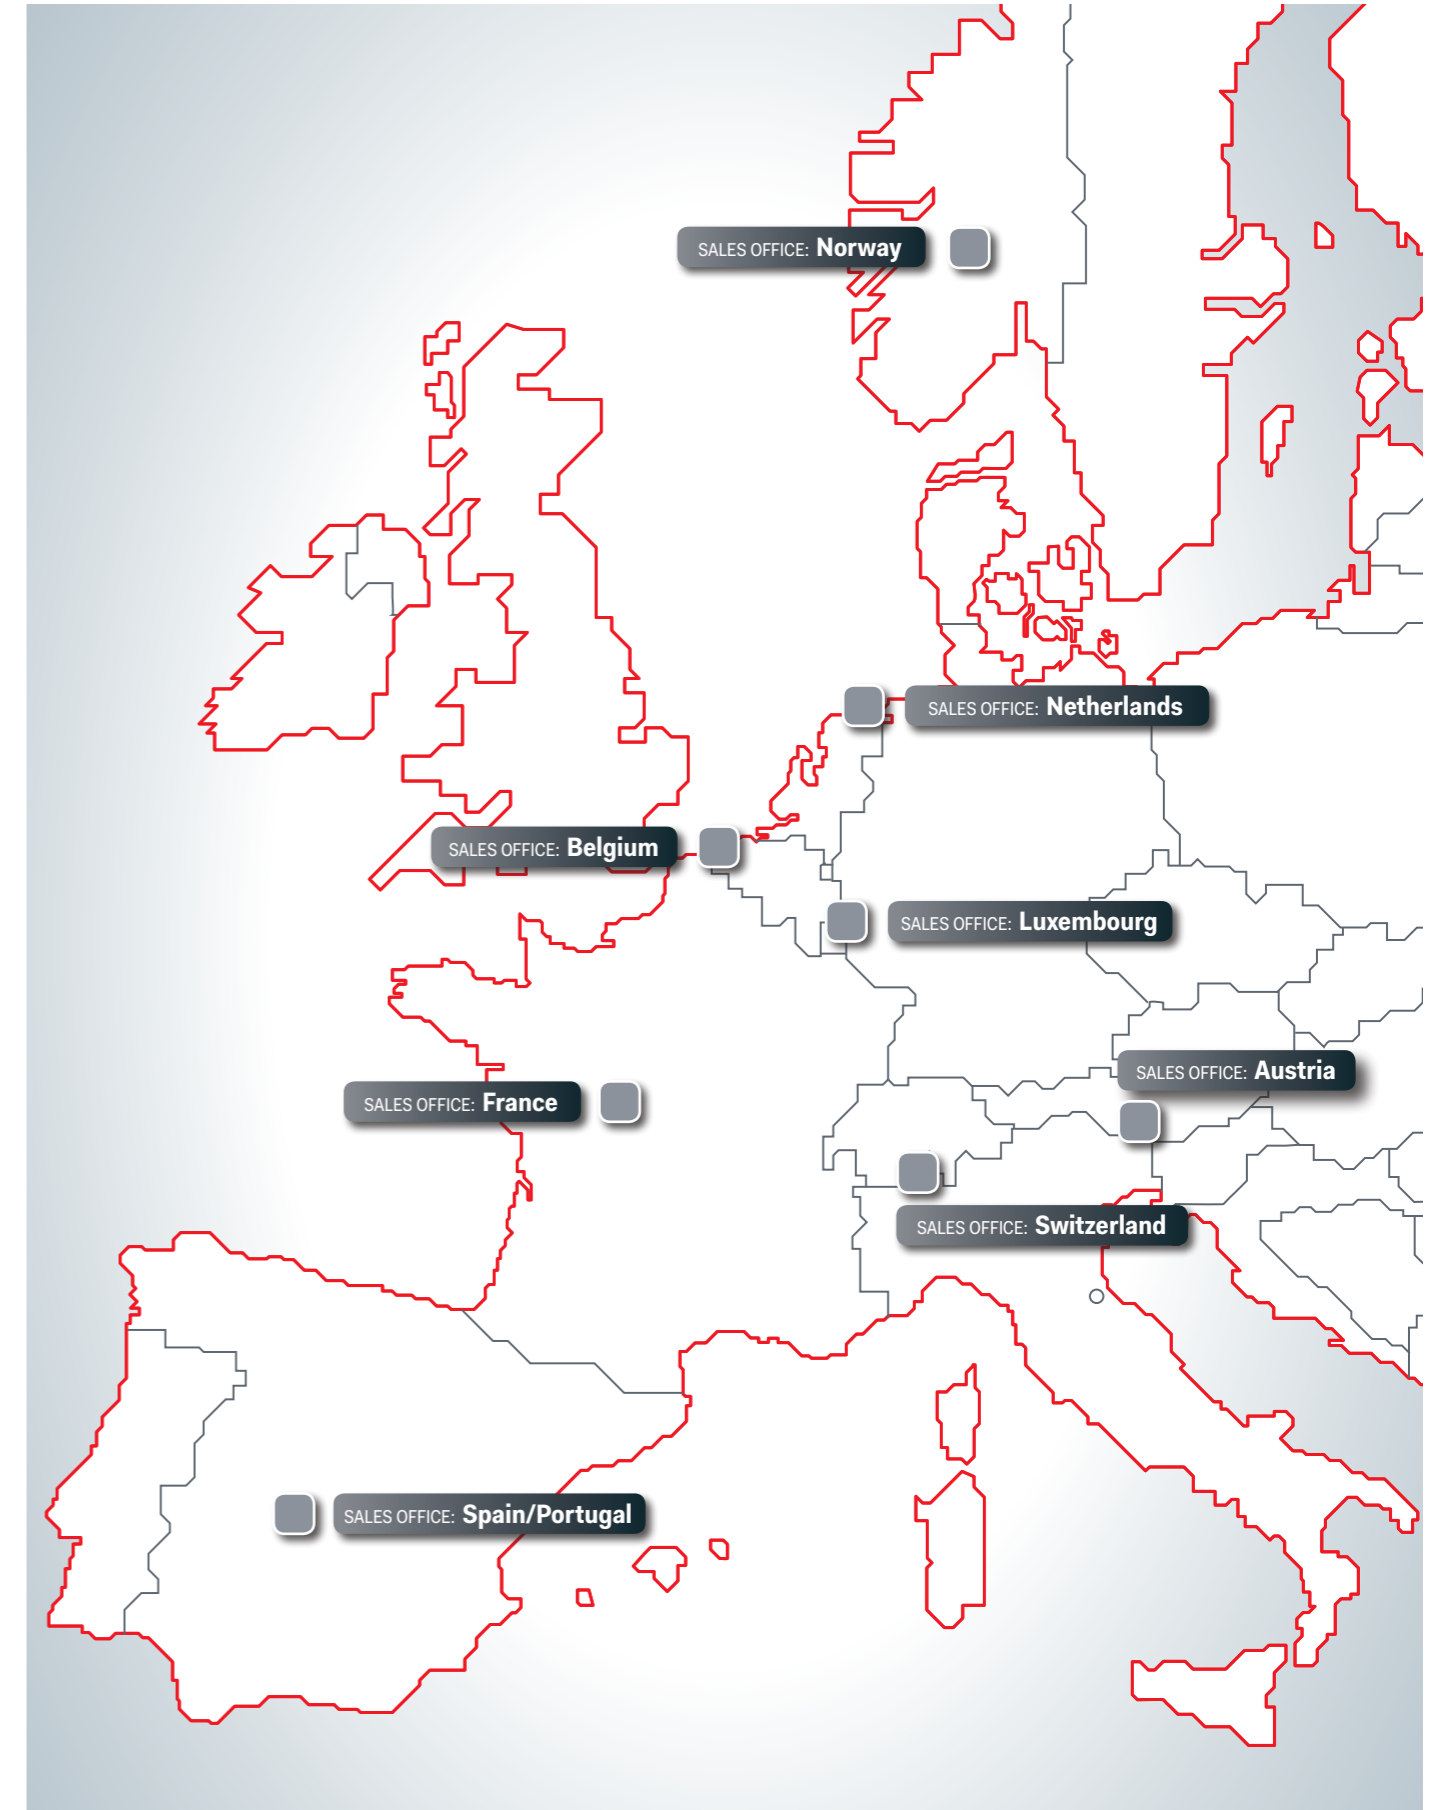 SALES OFFICE: Norway
SALES OFFICE: Netherlands
SALES OFFICE: Belgium
SALES OFFICE: Luxembourg
SALES OFFICE: Austria
SALES OFFICE: France
SALES OFFICE: Switzerland
SALES OFFICE: Spain/Portugal